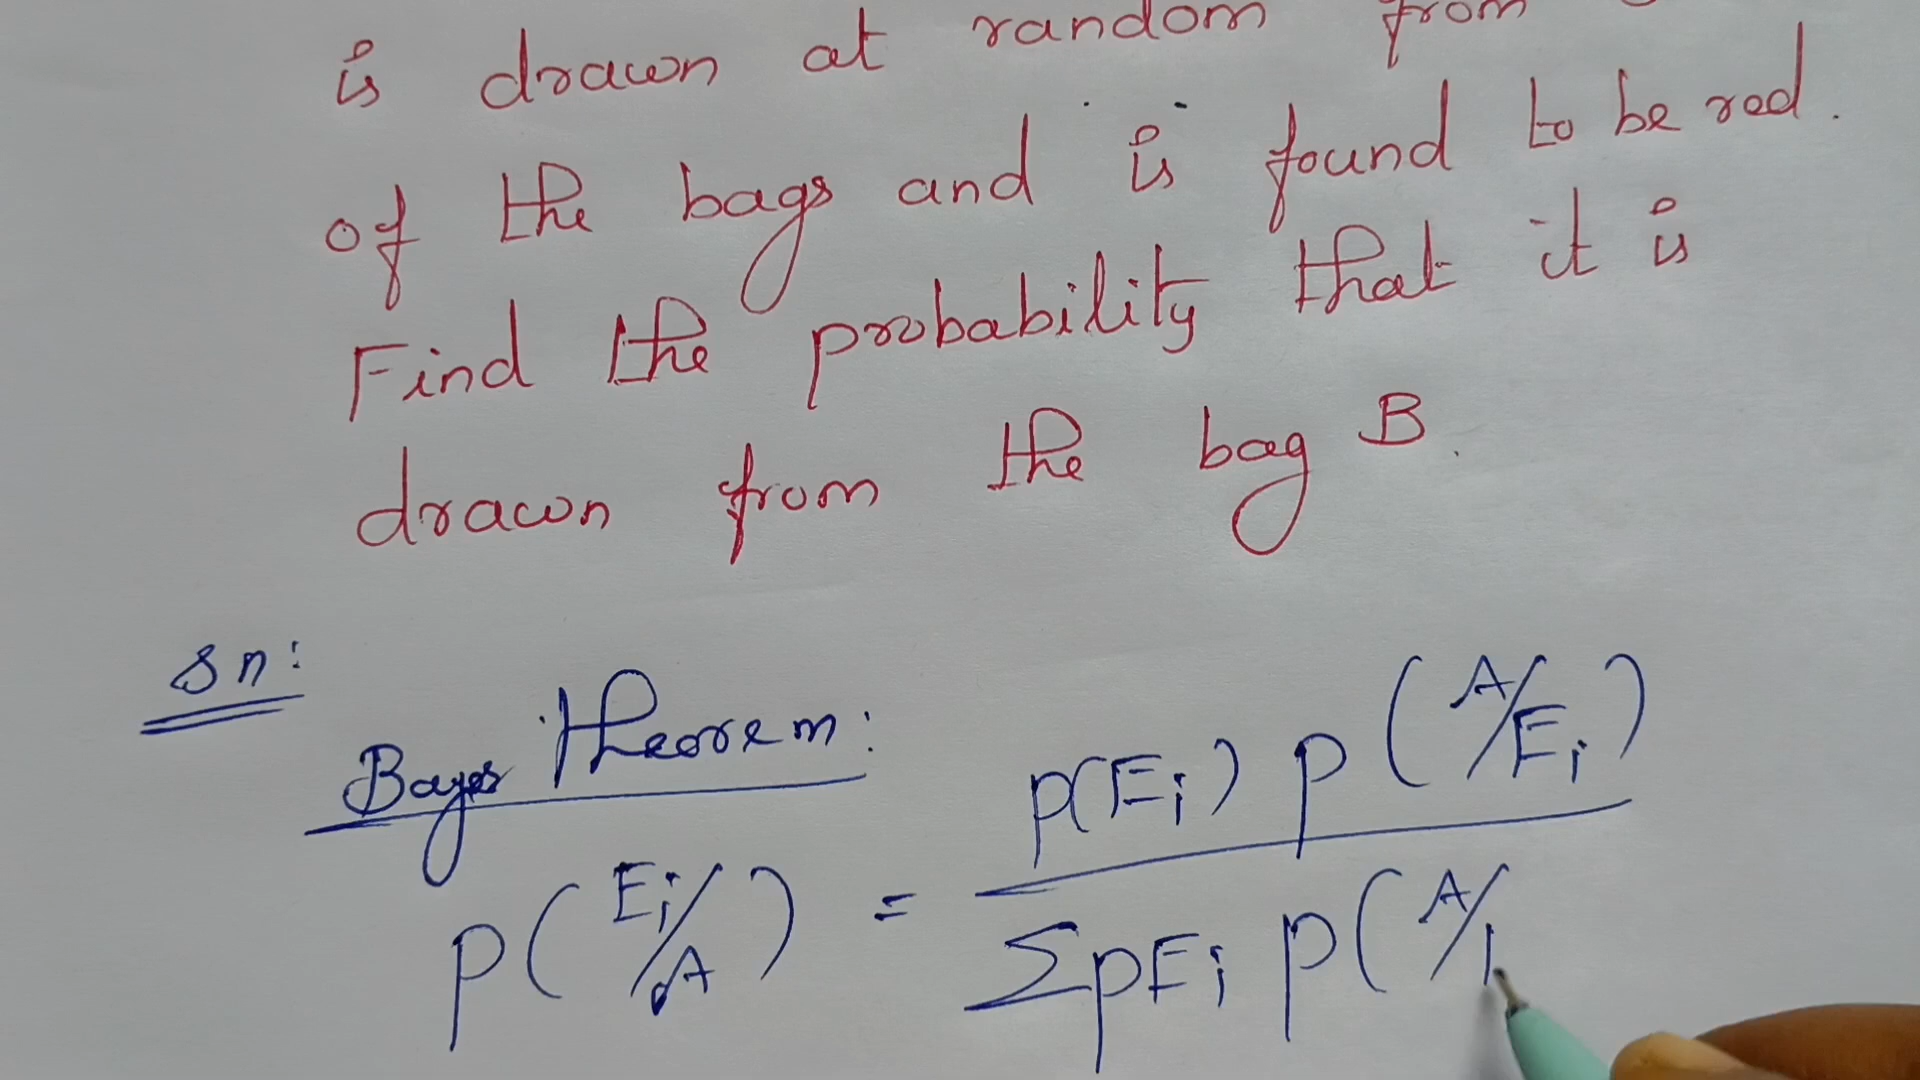 is drawn at random from
of the bags and is found to be red.
Find the probability that it is
drawn from the bag B.
Sn:
Bayes Theorem:
P(Ei/A) = P(Ei) P(A/Ei)
ΣPEi P(A/